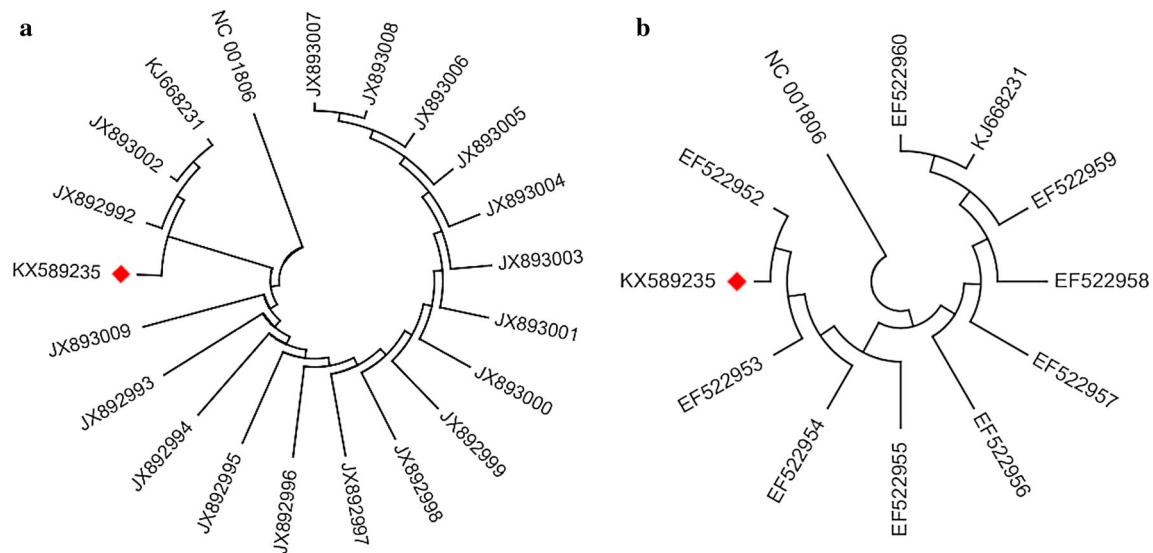 a
NC 001806
JX893007
JX893008
JX893006
JX893005
JX893004
JX893003
JX893001
JX893000
JX892999
JX892998
JX892997
JX892996
JX892995
JX892994
JX892993
JX893009
KX589235
JX892992
JX893002
KJ668231
b
NC 001806
EF522960
KJ668231
EF522959
EF522958
EF522957
EF522956
EF522955
EF522954
EF522953
KX589235
EF522952